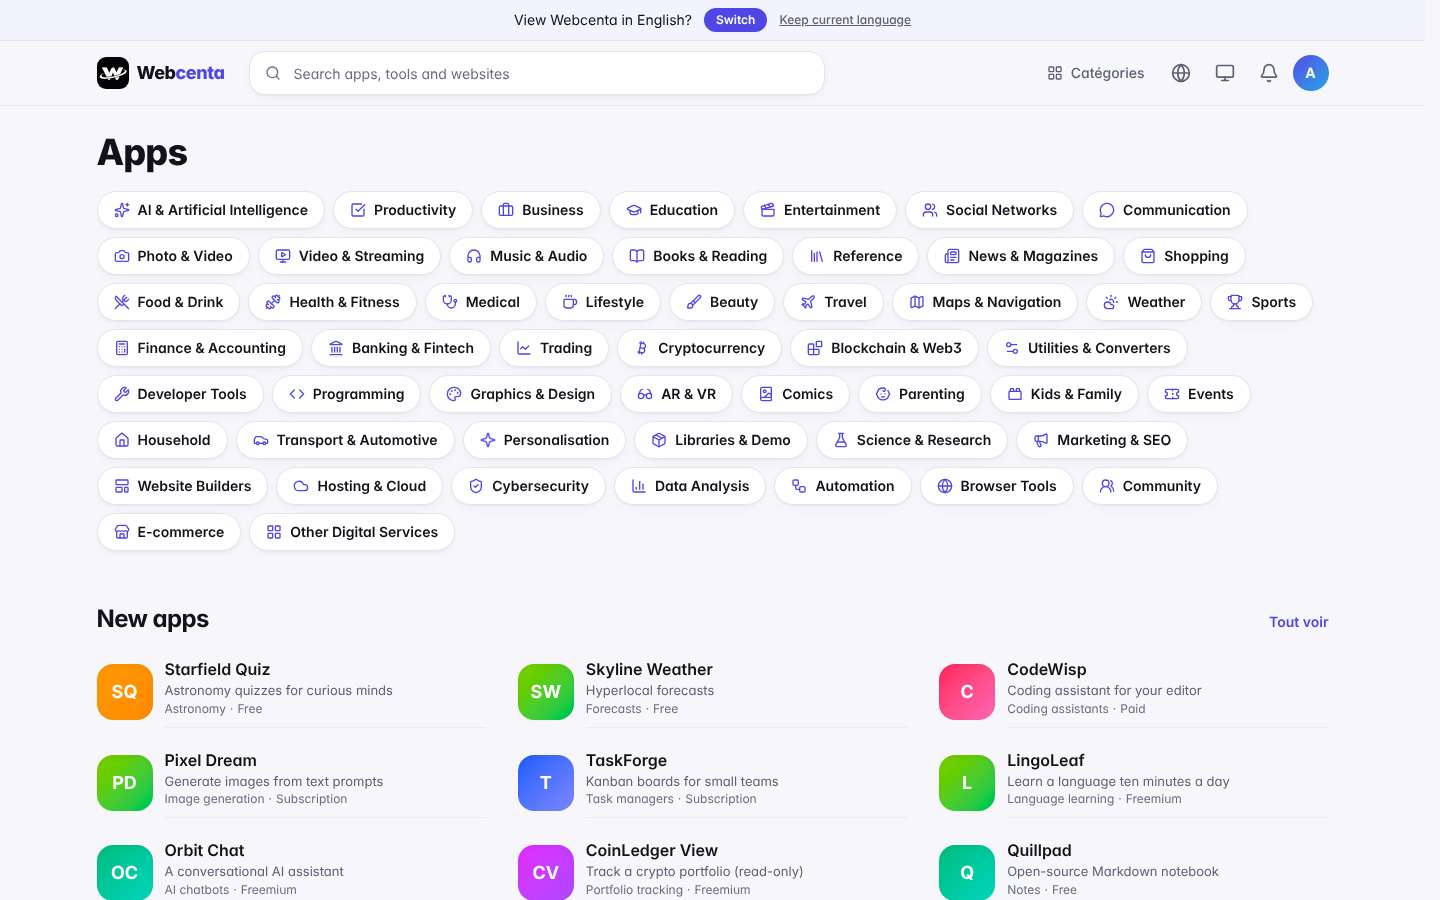 View Webcenta in English? Switch Keep current language
Webcenta
Search apps, tools and websites
Catégories
A
Apps
AI & Artificial Intelligence
Productivity
Business
Education
Entertainment
Social Networks
Communication
Photo & Video
Video & Streaming
Music & Audio
Books & Reading
Reference
News & Magazines
Shopping
Food & Drink
Health & Fitness
Medical
Lifestyle
Beauty
Travel
Maps & Navigation
Weather
Sports
Finance & Accounting
Banking & Fintech
Trading
Cryptocurrency
Blockchain & Web3
Utilities & Converters
Developer Tools
Programming
Graphics & Design
AR & VR
Comics
Parenting
Kids & Family
Events
Household
Transport & Automotive
Personalisation
Libraries & Demo
Science & Research
Marketing & SEO
Website Builders
Hosting & Cloud
Cybersecurity
Data Analysis
Automation
Browser Tools
Community
E-commerce
Other Digital Services
New apps
Tout voir
SQ
Starfield Quiz
Astronomy quizzes for curious minds
Astronomy · Free
SW
Skyline Weather
Hyperlocal forecasts
Forecasts · Free
C
CodeWisp
Coding assistant for your editor
Coding assistants · Paid
PD
Pixel Dream
Generate images from text prompts
Image generation · Subscription
T
TaskForge
Kanban boards for small teams
Task managers · Subscription
L
LingoLeaf
Learn a language ten minutes a day
Language learning · Freemium
OC
Orbit Chat
A conversational AI assistant
AI chatbots · Freemium
CV
CoinLedger View
Track a crypto portfolio (read-only)
Portfolio tracking · Freemium
Q
Quillpad
Open-source Markdown notebook
Notes · Free